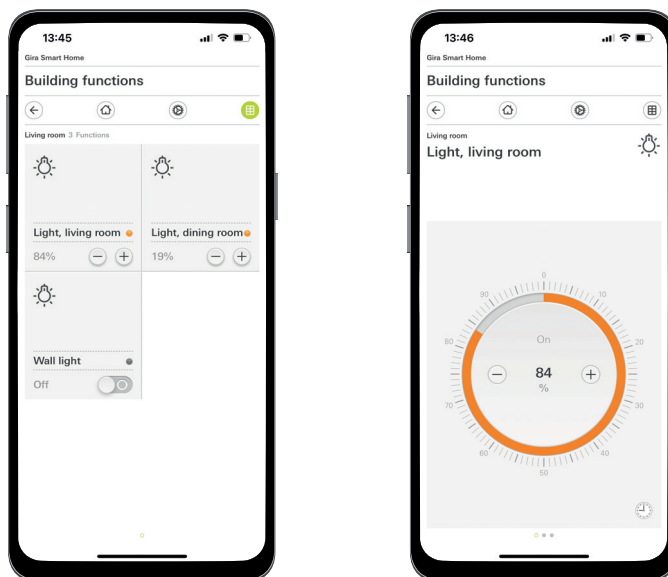 13:45
Gira Smart Home
Building functions
Living room 3 Functions
Light, living room
84%
Light, dining room
19%
Wall light
Off
13:46
Gira Smart Home
Building functions
Living room
Light, living room
0
10
20
30
40
50
60
70
80
90
On
84
%